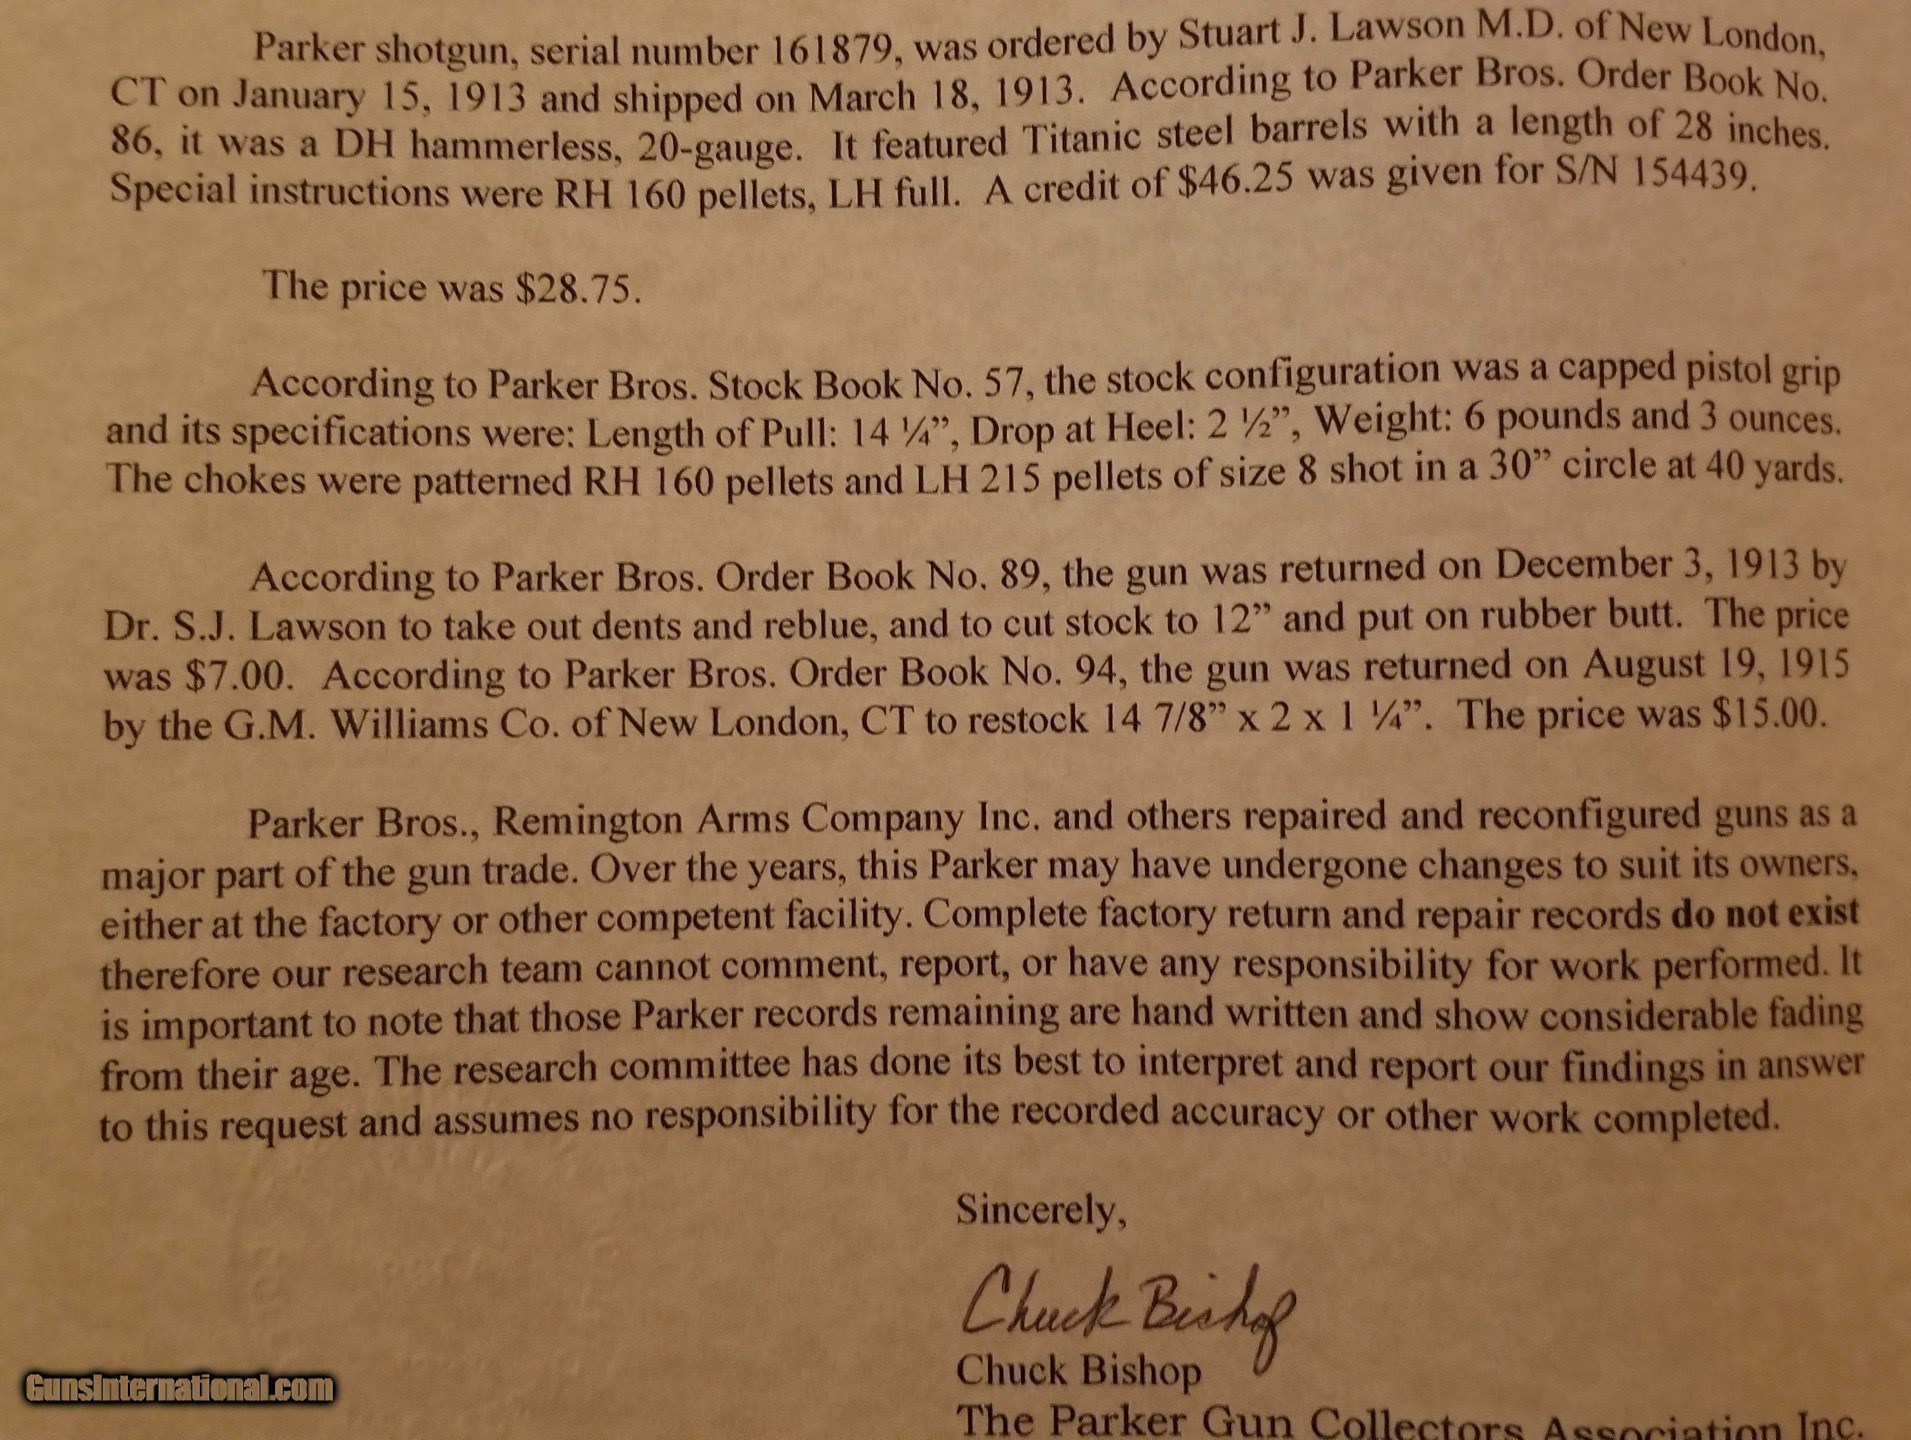 Parker shotgun, serial number 161879, was ordered by Stuart J. Lawson M.D. of New London,
CT on January 15, 1913 and shipped on March 18, 1913. According to Parker Bros. Order Book No.
86, it was a DH hammerless, 20-gauge. It featured Titanic steel barrels with a length of 28 inches.
Special instructions were RH 160 pellets, LH full. A credit of $46.25 was given for S/N 154439.
The price was $28.75.
According to Parker Bros. Stock Book No. 57, the stock configuration was a capped pistol grip
and its specifications were: Length of Pull: 14 ¼”, Drop at Heel: 2 ½”, Weight: 6 pounds and 3 ounces.
The chokes were patterned RH 160 pellets and LH 215 pellets of size 8 shot in a 30” circle at 40 yards.
According to Parker Bros. Order Book No. 89, the gun was returned on December 3, 1913 by
Dr. S.J. Lawson to take out dents and reblue, and to cut stock to 12” and put on rubber butt. The price
was $7.00. According to Parker Bros. Order Book No. 94, the gun was returned on August 19, 1915
by the G.M. Williams Co. of New London, CT to restock 14 7/8” x 2 x 1 ¼”. The price was $15.00.
Parker Bros., Remington Arms Company Inc. and others repaired and reconfigured guns as a
major part of the gun trade. Over the years, this Parker may have undergone changes to suit its owners,
either at the factory or other competent facility. Complete factory return and repair records do not exist
therefore our research team cannot comment, report, or have any responsibility for work performed. It
is important to note that those Parker records remaining are hand written and show considerable fading
from their age. The research committee has done its best to interpret and report our findings in answer
to this request and assumes no responsibility for the recorded accuracy or other work completed.
Sincerely,
Chuck Bishop
Chuck Bishop
The Parker Gun Collectors Association Inc.
GunsInternational.com